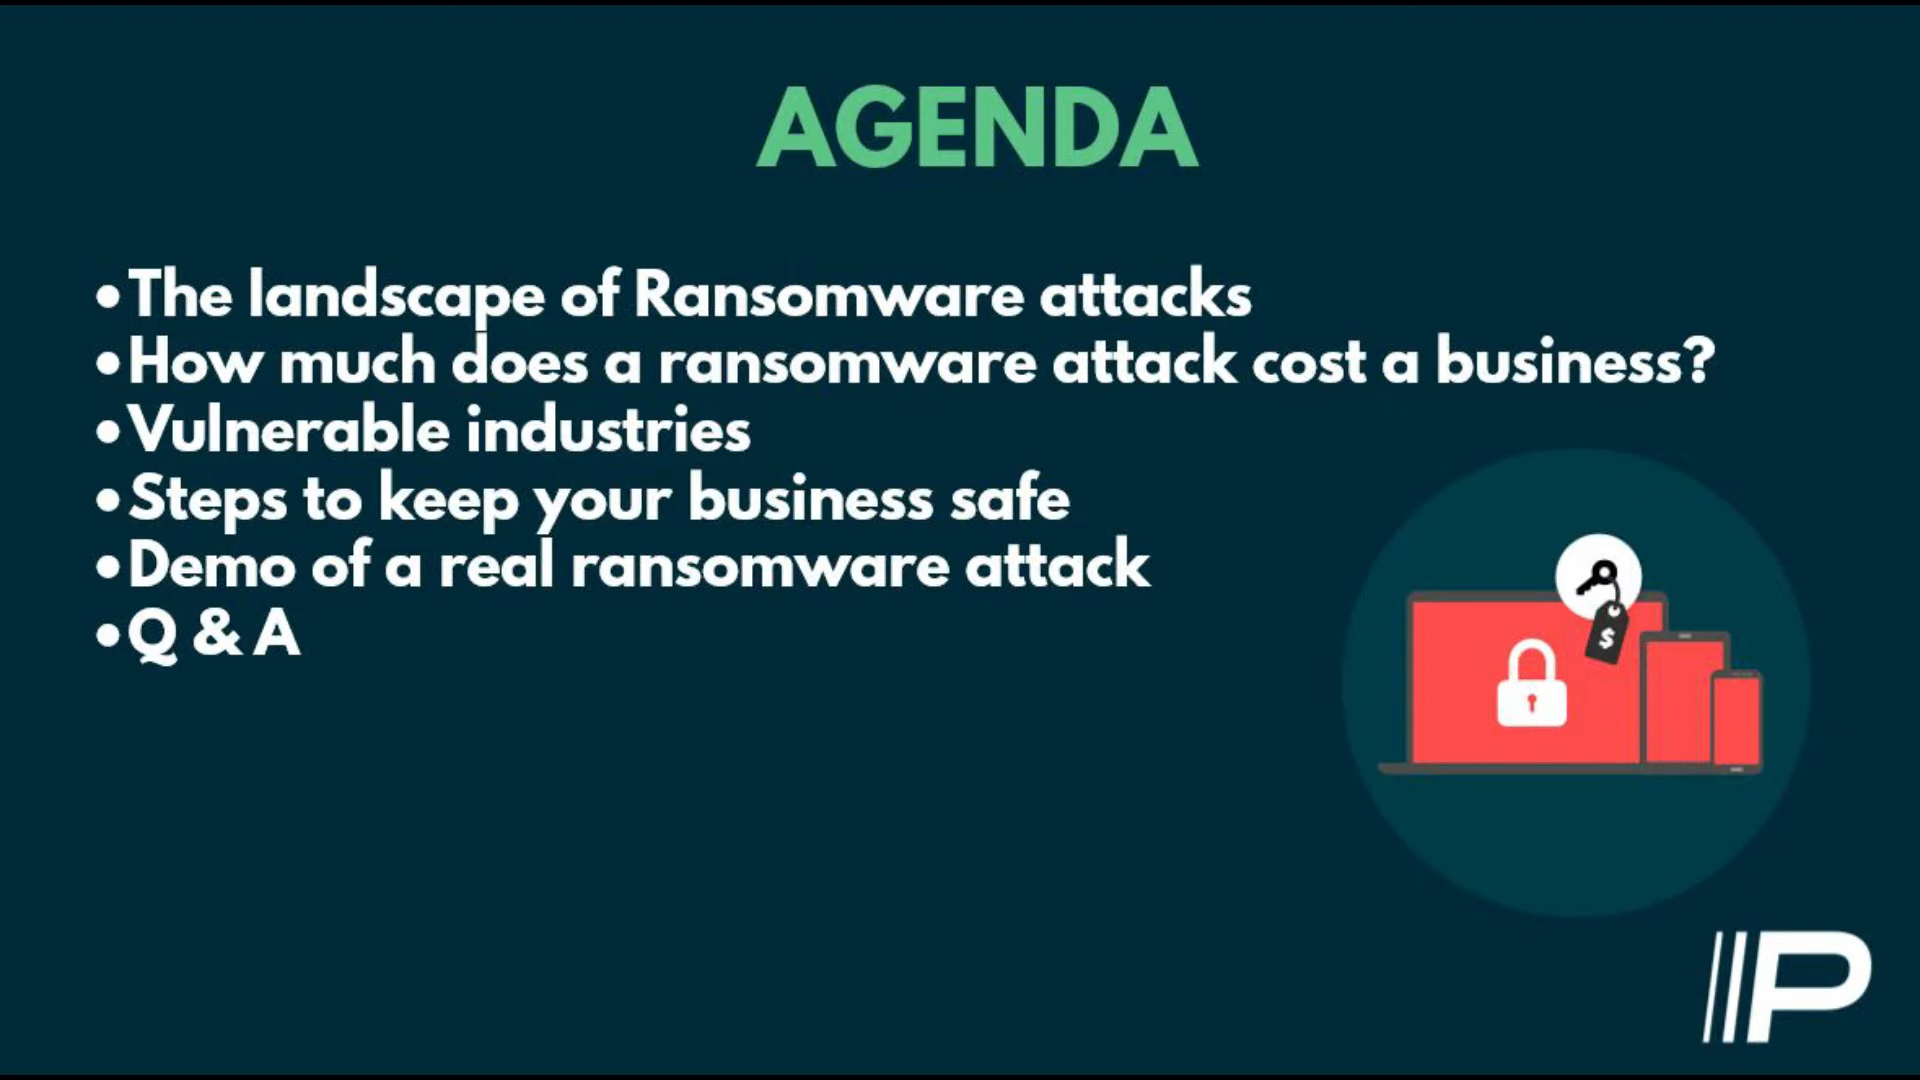 AGENDA
•The landscape of Ransomware attacks
•How much does a ransomware attack cost a business?
•Vulnerable industries
•Steps to keep your business safe
•Demo of a real ransomware attack
•Q & A
$
P